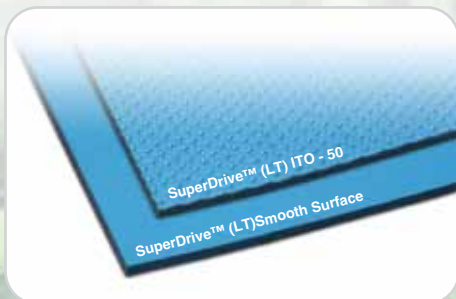 SuperDrive™ (LT) ITO - 50
SuperDrive™ (LT)Smooth Surface